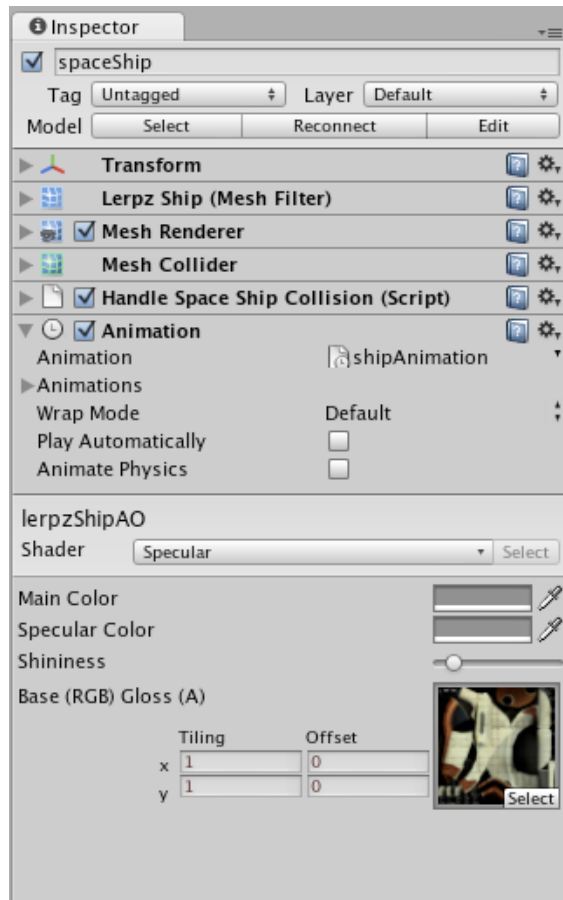 Inspector
spaceShip
Tag Untagged Layer Default
Model Select Reconnect Edit
Transform
Lerpz Ship (Mesh Filter)
Mesh Renderer
Mesh Collider
Handle Space Ship Collision (Script)
Animation
Animation shipAnimation
Animations
Wrap Mode Default
Play Automatically
Animate Physics
lerpzShipAO
Shader Specular Select
Main Color
Specular Color
Shininess
Base (RGB) Gloss (A)
Tiling Offset
x 1 0
y 1 0
Select